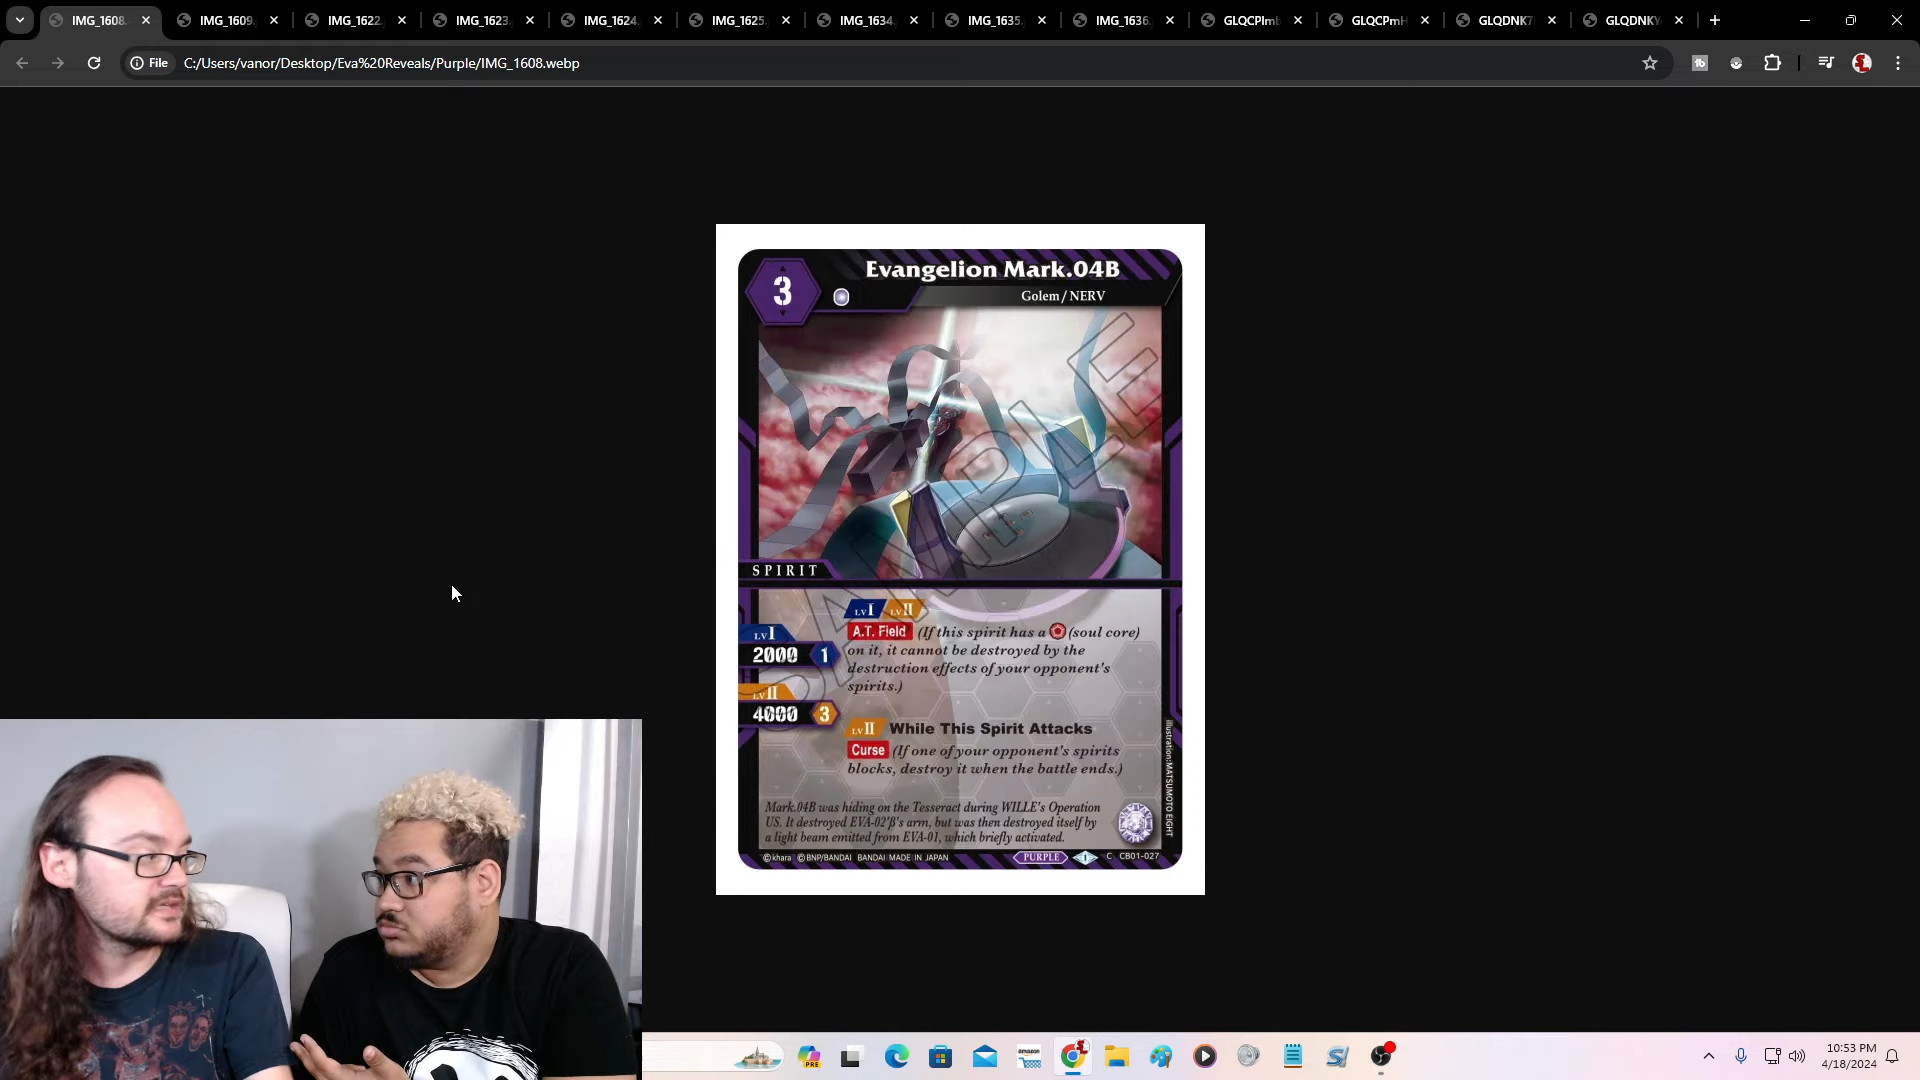 IMG_1608.
IMG_1609.
IMG_1622.
IMG_1623.
IMG_1624.
IMG_1625.
IMG_1634.
IMG_1635.
IMG_1636.
GLQCPImb
GLQCPmH
GLQDNK7
GLQDNKY
File
C:/Users/vanor/Desktop/Eva%20Reveals/Purple/IMG_1608.webp
Evangelion Mark.04B
3
Golem/NERV
SAMPLE
SPIRIT
LV I LV II
A.T. Field (If this spirit has a (soul core)
on it, it cannot be destroyed by the
destruction effects of your opponent's
spirits.)
LV I
2000 1
LV II
4000 3
LV II While This Spirit Attacks
Curse (If one of your opponent's spirits
blocks, destroy it when the battle ends.)
Mark.04B was hiding on the Tesseract during WILLE's Operation
US. It destroyed EVA-02'β's arm, but was then destroyed itself by
a light beam emitted from EVA-01, which briefly activated.
Illustration:MATSUMOTO EIGHT
©khara ©BNP/BANDAI BANDAI MADE IN JAPAN
PURPLE 1 C CB01-027
PRE
amazon
10:53 PM
4/18/2024